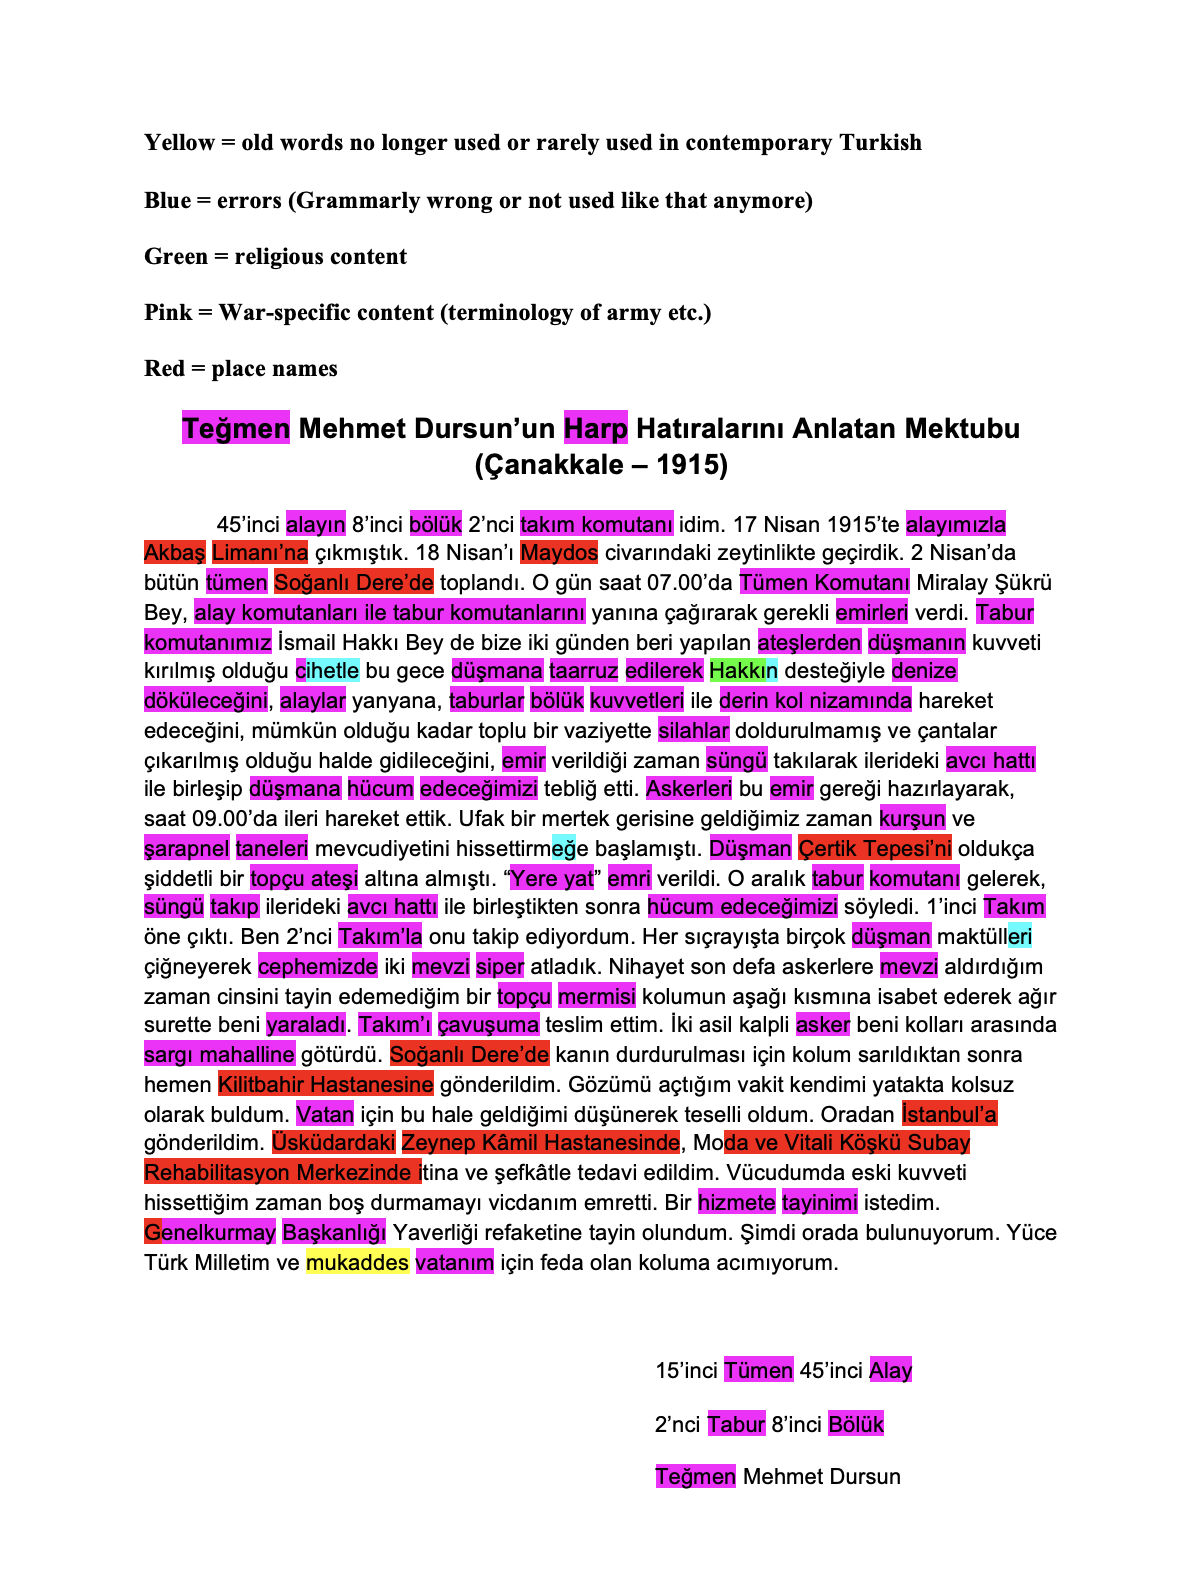 Yellow = old words no longer used or rarely used in contemporary Turkish
Blue = errors (Grammarly wrong or not used like that anymore)
Green = religious content
Pink = War-specific content (terminology of army etc.)
Red = place names
Teğmen Mehmet Dursun’un Harp Hatıralarını Anlatan Mektubu
(Çanakkale – 1915)
45’inci alayın 8’inci bölük 2’nci takım komutanı idim. 17 Nisan 1915’te alayımızla
Akbaş Limanı’na çıkmıştık. 18 Nisan’ı Maydos civarındaki zeytinlikte geçirdik. 2 Nisan’da
bütün tümen Soğanlı Dere’de toplandı. O gün saat 07.00’da Tümen Komutanı Miralay Şükrü
Bey, alay komutanları ile tabur komutanlarını yanına çağırarak gerekli emirleri verdi. Tabur
komutanımız İsmail Hakkı Bey de bize iki günden beri yapılan ateşlerden düşmanın kuvveti
kırılmış olduğu cihetle bu gece düşmana taarruz edilerek Hakkın desteğiyle denize
döküleceğini, alaylar yanyana, taburlar bölük kuvvetleri ile derin kol nizamında hareket
edeceğini, mümkün olduğu kadar toplu bir vaziyette silahlar doldurulmamış ve çantalar
çıkarılmış olduğu halde gidileceğini, emir verildiği zaman süngü takılarak ilerideki avcı hattı
ile birleşip düşmana hücum edeceğimizi tebliğ etti. Askerleri bu emir gereği hazırlayarak,
saat 09.00’da ileri hareket ettik. Ufak bir mertek gerisine geldiğimiz zaman kurşun ve
şarapnel taneleri mevcudiyetini hissettirmeğe başlamıştı. Düşman Çertik Tepesi’ni oldukça
şiddetli bir topçu ateşi altına almıştı. “Yere yat” emri verildi. O aralık tabur komutanı gelerek,
süngü takıp ilerideki avcı hattı ile birleştikten sonra hücum edeceğimizi söyledi. 1’inci Takım
öne çıktı. Ben 2’nci Takım’la onu takip ediyordum. Her sıçrayışta birçok düşman maktülleri
çiğneyerek cephemizde iki mevzi siper atladık. Nihayet son defa askerlere mevzi aldırdığım
zaman cinsini tayin edemediğim bir topçu mermisi kolumun aşağı kısmına isabet ederek ağır
surette beni yaraladı. Takım’ı çavuşuma teslim ettim. İki asil kalpli asker beni kolları arasında
sargı mahalline götürdü. Soğanlı Dere’de kanın durdurulması için kolum sarıldıktan sonra
hemen Kilitbahir Hastanesine gönderildim. Gözümü açtığım vakit kendimi yatakta kolsuz
olarak buldum. Vatan için bu hale geldiğimi düşünerek teselli oldum. Oradan İstanbul’a
gönderildim. Üsküdardaki Zeynep Kâmil Hastanesinde, Moda ve Vitali Köşkü Subay
Rehabilitasyon Merkezinde itina ve şefkâtle tedavi edildim. Vücudumda eski kuvveti
hissettiğim zaman boş durmamayı vicdanım emretti. Bir hizmete tayinimi istedim.
Genelkurmay Başkanlığı Yaverliği refaketine tayin olundum. Şimdi orada bulunuyorum. Yüce
Türk Milletim ve mukaddes vatanım için feda olan koluma acımıyorum.
15’inci Tümen 45’inci Alay
2’nci Tabur 8’inci Bölük
Teğmen Mehmet Dursun